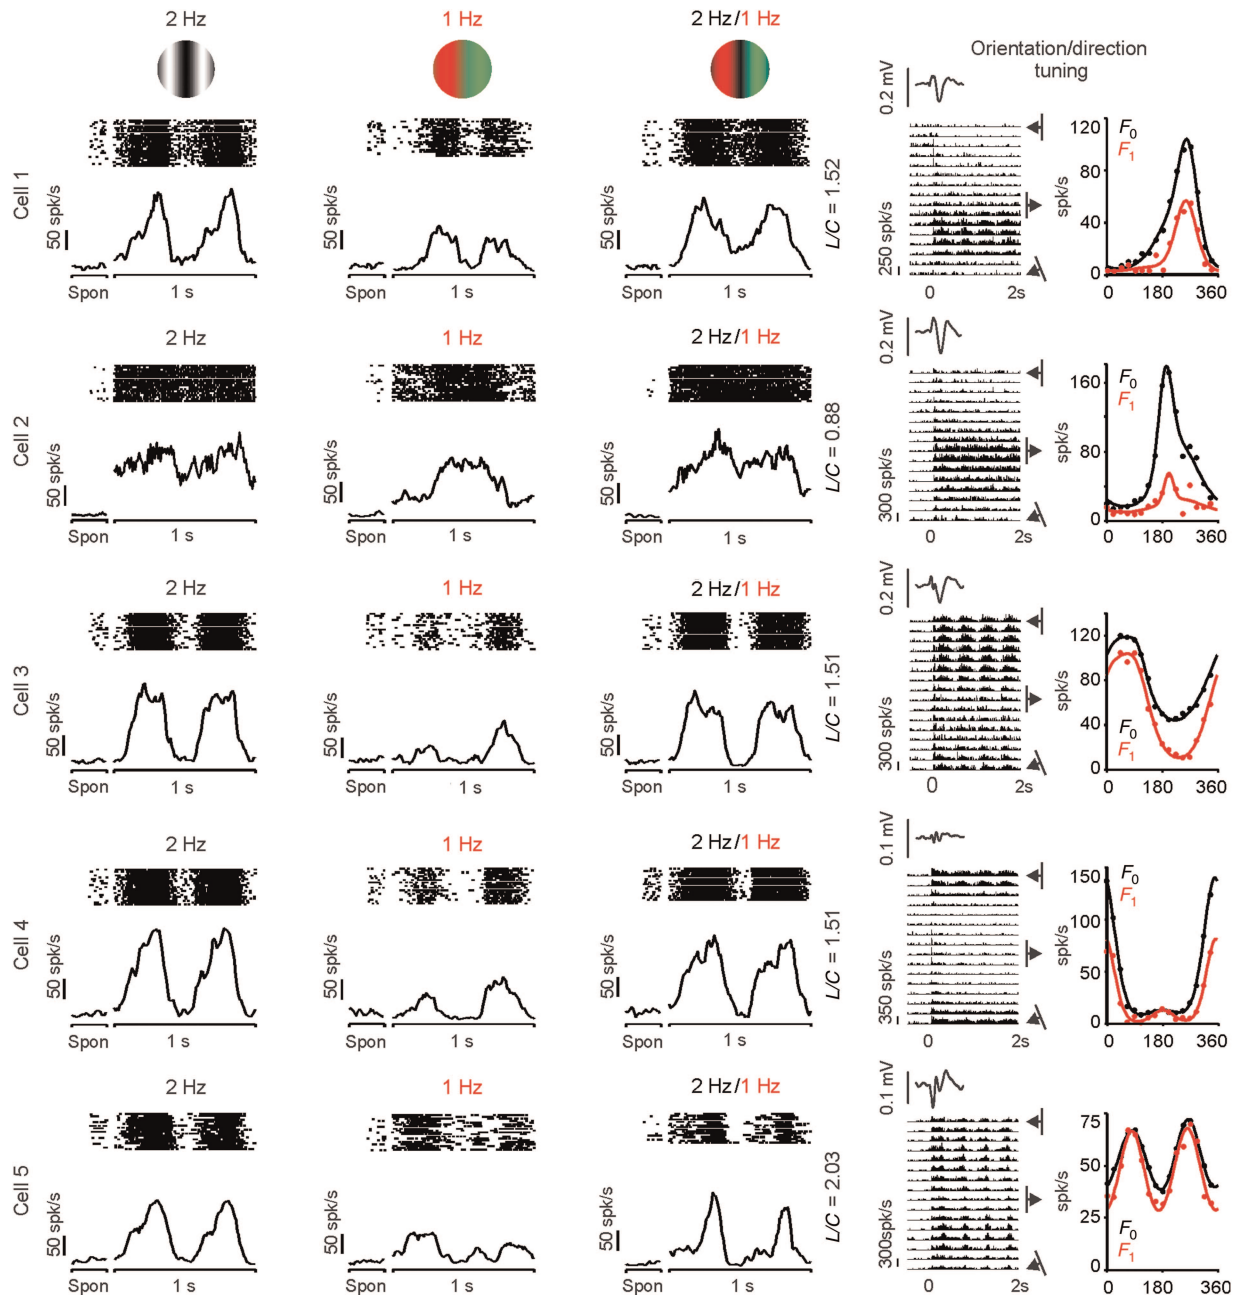 2 Hz
1 Hz
2 Hz/1 Hz
Orientation/direction
tuning
Cell 1
50 spk/s
Spon
1 s
50 spk/s
Spon
1 s
50 spk/s
Spon
1 s
L/C = 1.52
0.2 mV
250 spk/s
0
2s
spk/s
120
80
40
0
F0
F1
0
180
360
2 Hz
1 Hz
2 Hz/1 Hz
Cell 2
50 spk/s
Spon
1 s
50 spk/s
Spon
1 s
50 spk/s
Spon
1 s
L/C = 0.88
0.2 mV
300 spk/s
0
2s
spk/s
160
80
0
F0
F1
0
180
360
2 Hz
1 Hz
2 Hz/1 Hz
Cell 3
50 spk/s
Spon
1 s
50 spk/s
Spon
1 s
50 spk/s
Spon
1 s
L/C = 1.51
0.2 mV
300 spk/s
0
2s
spk/s
120
80
40
0
F0
F1
0
180
360
2 Hz
1 Hz
2 Hz/1 Hz
Cell 4
50 spk/s
Spon
1 s
50 spk/s
Spon
1 s
50 spk/s
Spon
1 s
L/C = 1.51
0.1 mV
350 spk/s
0
2s
spk/s
150
100
50
0
F0
F1
0
180
360
2 Hz
1 Hz
2 Hz/1 Hz
Cell 5
50 spk/s
Spon
1 s
50 spk/s
Spon
1 s
50 spk/s
Spon
1 s
L/C = 2.03
0.1 mV
300spk/s
0
2s
spk/s
75
50
25
F0
F1
0
180
360